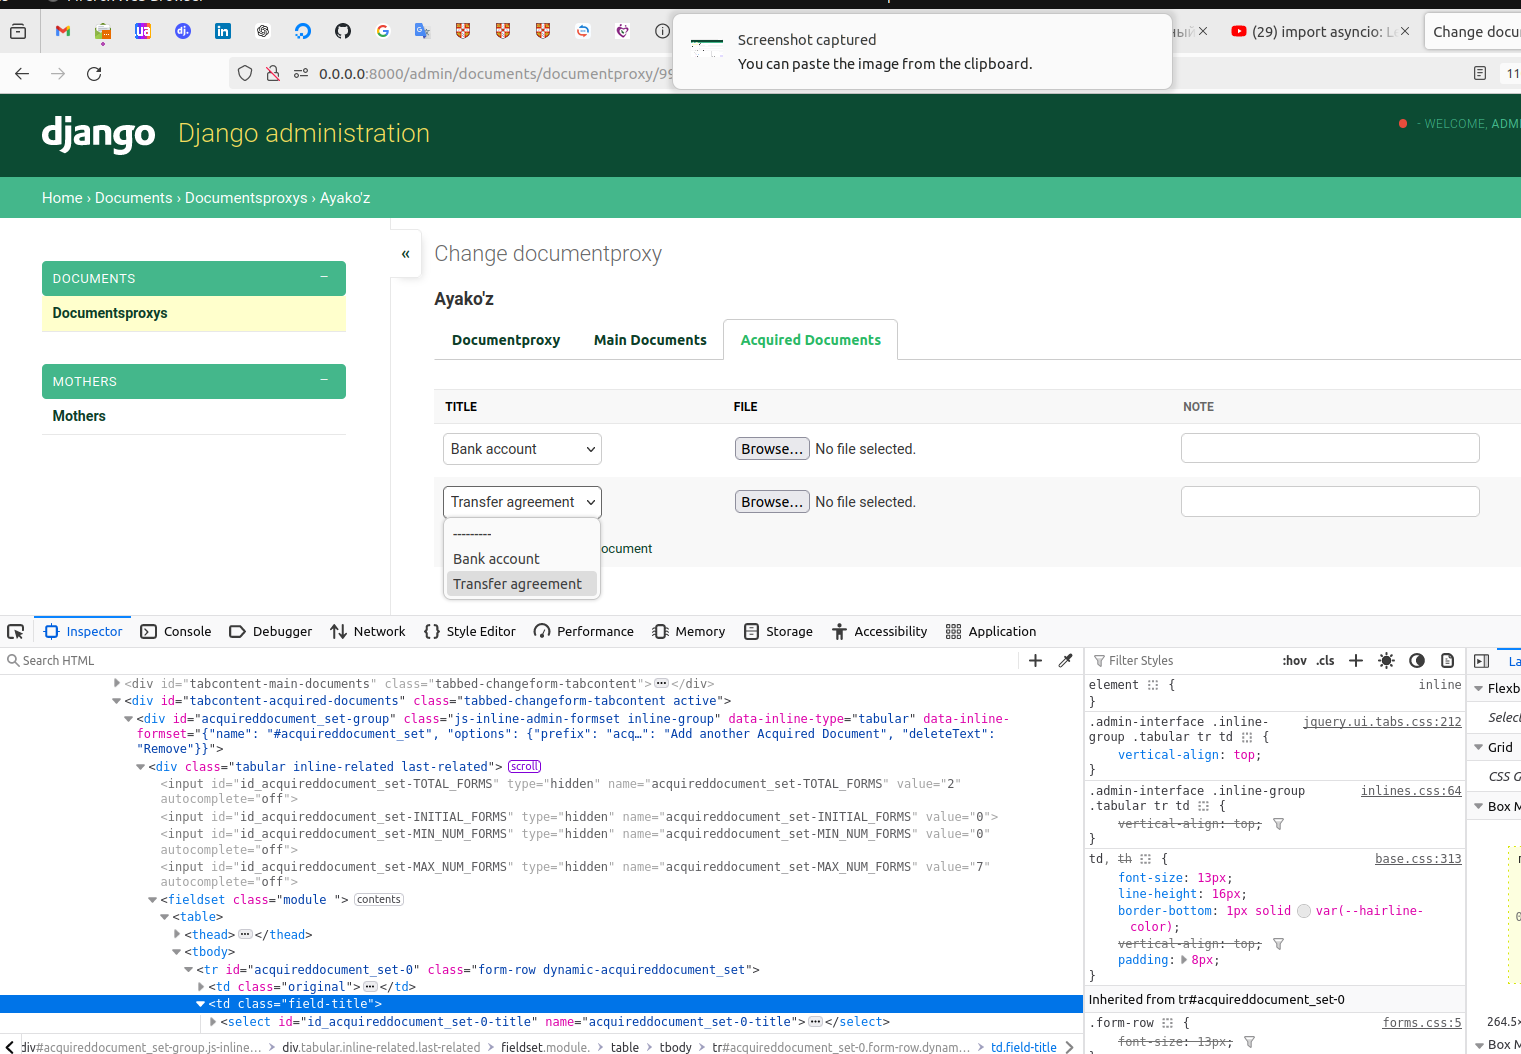 Screenshot captured
You can paste the image from the clipboard.
(29) import asyncio: L
Change docu
0.0.0.0:8000/admin/documents/documentproxy/99
11
django Django administration
- WELCOME, ADMI
Home › Documents › Documentsproxys › Ayako'z
DOCUMENTS
Documentsproxys
MOTHERS
Mothers
«
Change documentproxy
Ayako'z
Documentproxy Main Documents Acquired Documents
TITLE FILE NOTE
Bank account Browse... No file selected.
Transfer agreement Browse... No file selected.
---------
Bank account
Transfer agreement
ocument
Inspector Console Debugger Network Style Editor Performance Memory Storage Accessibility Application
Search HTML
<div id="tabcontent-main-documents" class="tabbed-changeform-tabcontent"> </div>
<div id="tabcontent-acquired-documents" class="tabbed-changeform-tabcontent active">
<div id="acquireddocument_set-group" class="js-inline-admin-formset inline-group" data-inline-type="tabular" data-inline-
formset="{"name": "#acquireddocument_set", "options": {"prefix": "acq…": "Add another Acquired Document", "deleteText":
"Remove"}}">
<div class="tabular inline-related last-related"> scroll
<input id="id_acquireddocument_set-TOTAL_FORMS" type="hidden" name="acquireddocument_set-TOTAL_FORMS" value="2"
autocomplete="off">
<input id="id_acquireddocument_set-INITIAL_FORMS" type="hidden" name="acquireddocument_set-INITIAL_FORMS" value="0">
<input id="id_acquireddocument_set-MIN_NUM_FORMS" type="hidden" name="acquireddocument_set-MIN_NUM_FORMS" value="0"
autocomplete="off">
<input id="id_acquireddocument_set-MAX_NUM_FORMS" type="hidden" name="acquireddocument_set-MAX_NUM_FORMS" value="7"
autocomplete="off">
<fieldset class="module "> contents
<table>
<thead> </thead>
<tbody>
<tr id="acquireddocument_set-0" class="form-row dynamic-acquireddocument_set">
<td class="original"> </td>
<td class="field-title">
<select id="id_acquireddocument_set-0-title" name="acquireddocument_set-0-title"> </select>
div#acquireddocument_set-group.js-inline… div.tabular.inline-related.last-related fieldset.module. table tbody tr#acquireddocument_set-0.form-row.dynam… td.field-title
Filter Styles :hov .cls
element { inline
}
.admin-interface .inline- jquery.ui.tabs.css:212
group .tabular tr td {
vertical-align: top;
}
.admin-interface .inline-group inlines.css:64
.tabular tr td {
vertical-align: top;
}
td, th { base.css:313
font-size: 13px;
line-height: 16px;
border-bottom: 1px solid var(--hairline-
color);
vertical-align: top;
padding: 8px;
}
Inherited from tr#acquireddocument_set-0
.form-row { forms.css:5
font-size: 13px;
La
Flexb
Select
Grid
CSS G
Box M
0
264.5×
Box M